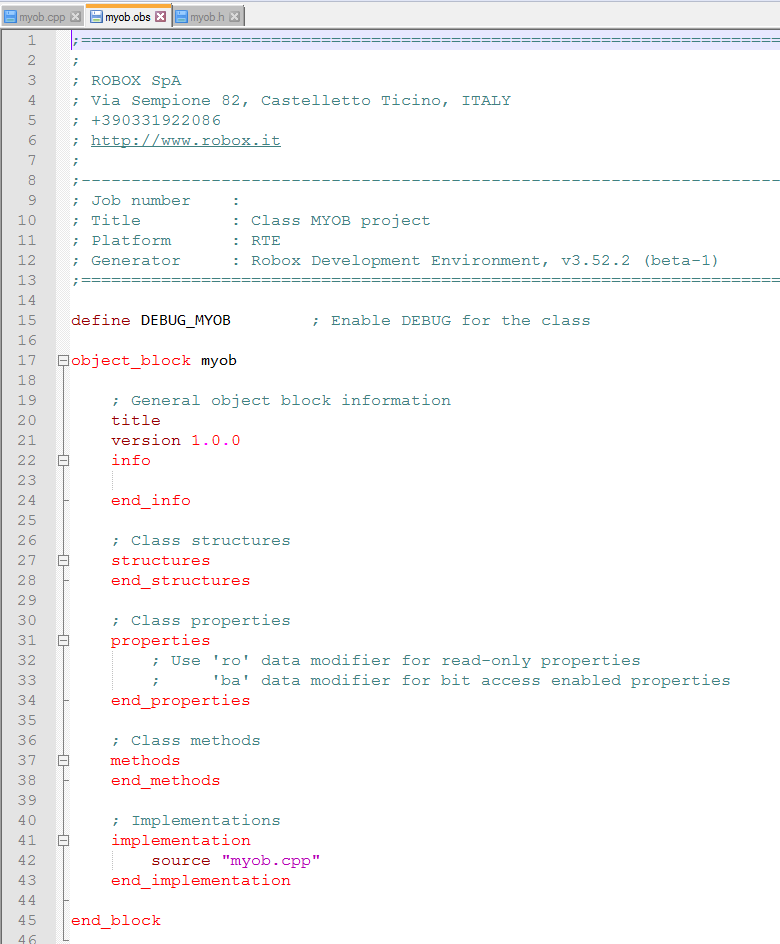 myob.cpp myob.obs myob.h
1 ;=======================================================================
2 ;
3 ; ROBOX SpA
4 ; Via Sempione 82, Castelletto Ticino, ITALY
5 ; +390331922086
6 ; http://www.robox.it
7 ;
8 ;-----------------------------------------------------------------------
9 ; Job number    :
10 ; Title         : Class MYOB project
11 ; Platform      : RTE
12 ; Generator     : Robox Development Environment, v3.52.2 (beta-1)
13 ;=======================================================================
14
15 define DEBUG_MYOB        ; Enable DEBUG for the class
16
17 object_block myob
18
19     ; General object block information
20     title
21     version 1.0.0
22     info
23
24     end_info
25
26     ; Class structures
27     structures
28     end_structures
29
30     ; Class properties
31     properties
32         ; Use 'ro' data modifier for read-only properties
33         ;     'ba' data modifier for bit access enabled properties
34     end_properties
35
36     ; Class methods
37     methods
38     end_methods
39
40     ; Implementations
41     implementation
42         source "myob.cpp"
43     end_implementation
44
45 end_block
46